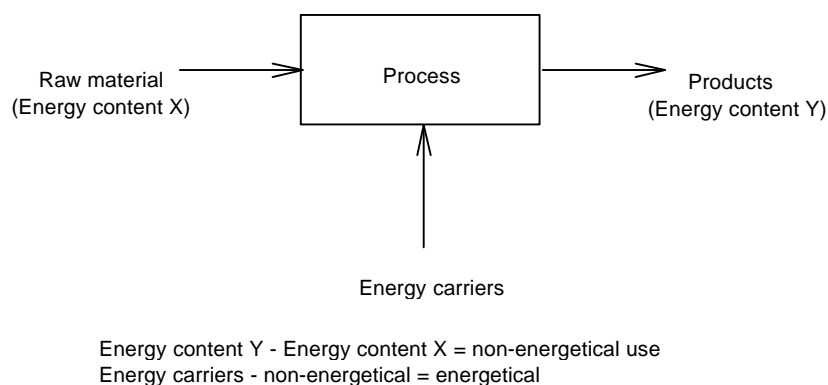 Raw material
(Energy content X)
Process
Products
(Energy content Y)
Energy carriers
Energy content Y - Energy content X = non-energetical use
Energy carriers - non-energetical = energetical